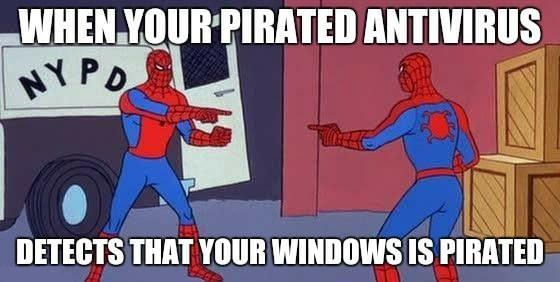 WHEN YOUR PIRATED ANTIVIRUS
NYPD
DETECTS THAT YOUR WINDOWS IS PIRATED